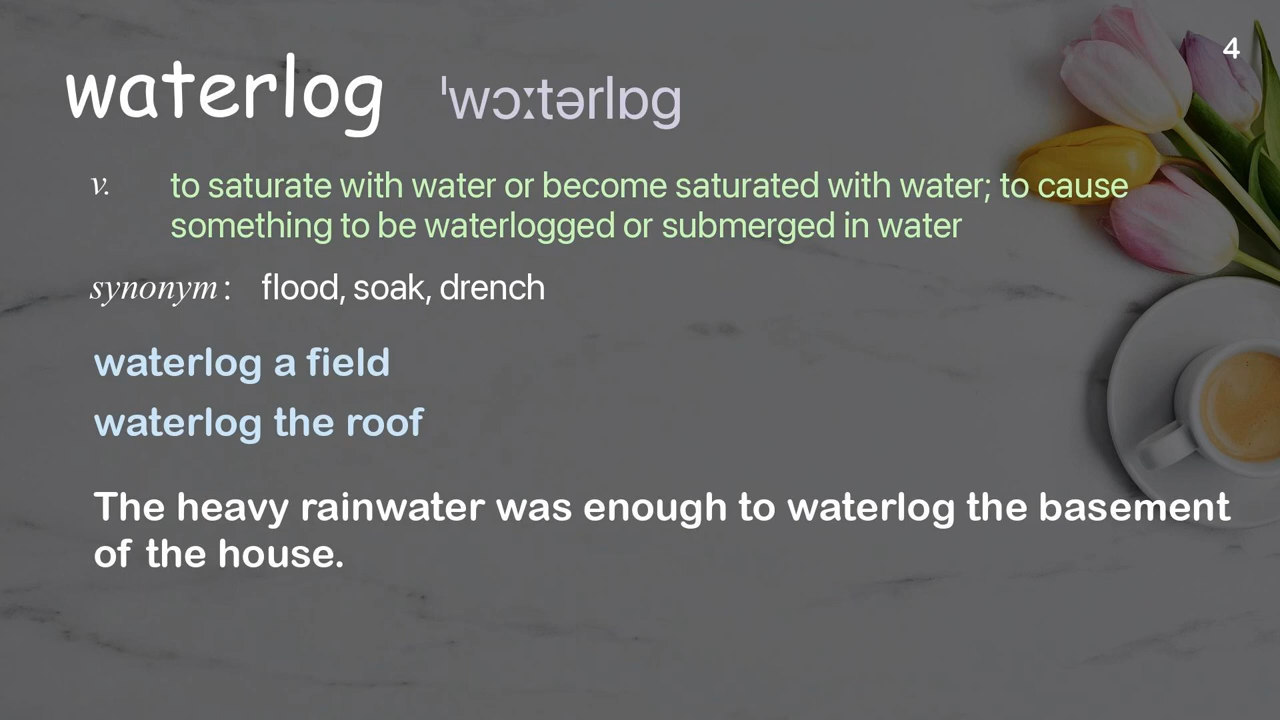 4
waterlog ˈwɔːtərlɒg
v. to saturate with water or become saturated with water; to cause
something to be waterlogged or submerged in water
synonym : flood, soak, drench
waterlog a field
waterlog the roof
The heavy rainwater was enough to waterlog the basement
of the house.